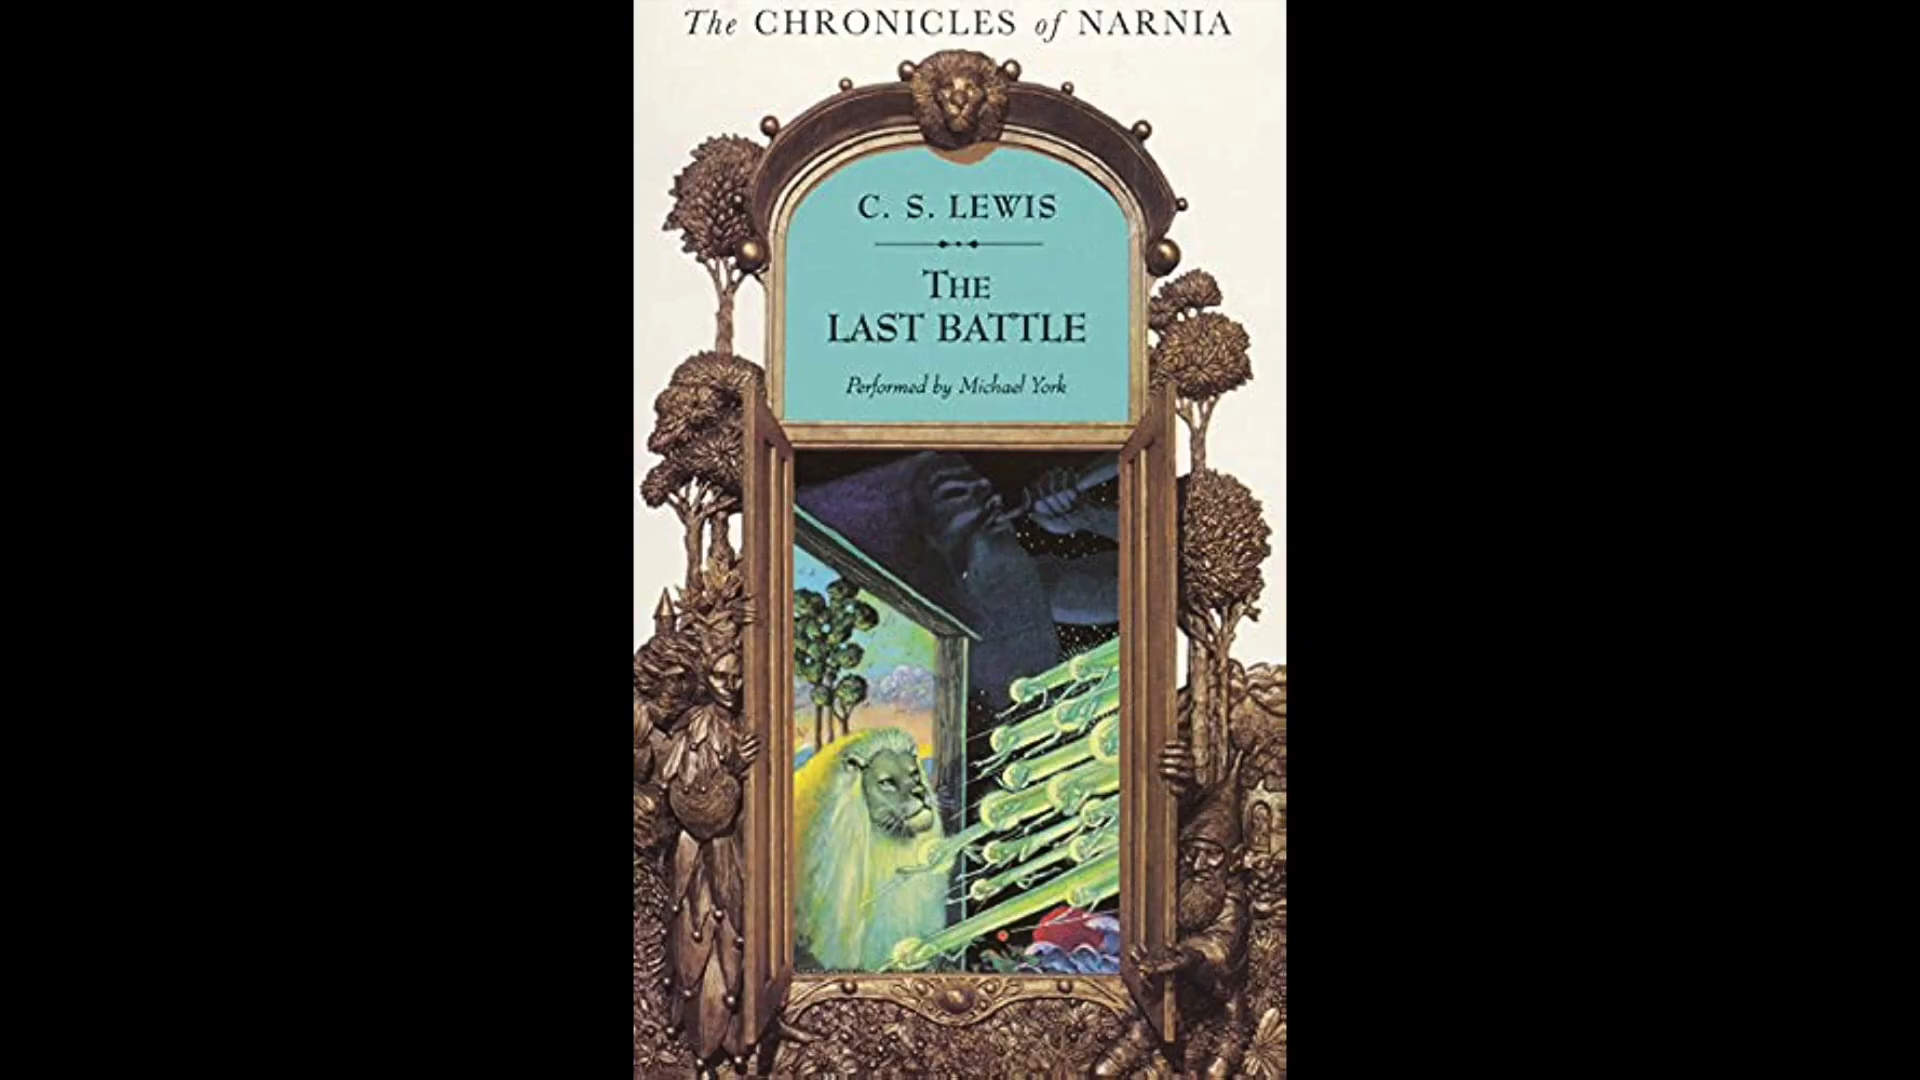 The CHRONICLES of NARNIA
C. S. LEWIS
THE
LAST BATTLE
Performed by Michael York